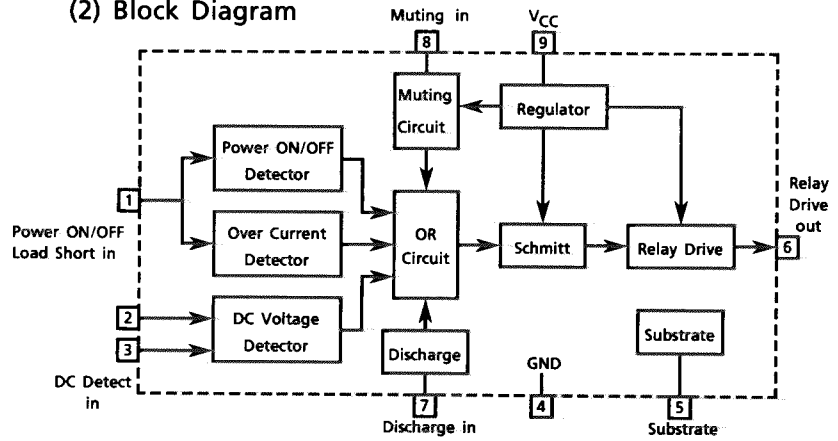 (2) Block Diagram
Muting in
VCC
8
9
Muting
Circuit
Regulator
Power ON/OFF
Detector
1
Power ON/OFF
Load Short in
Over Current
Detector
OR
Circuit
Schmitt
Relay Drive
Relay
Drive
out
6
2
3
DC Voltage
Detector
DC Detect
in
Discharge
GND
Substrate
7
4
5
Discharge in
Substrate